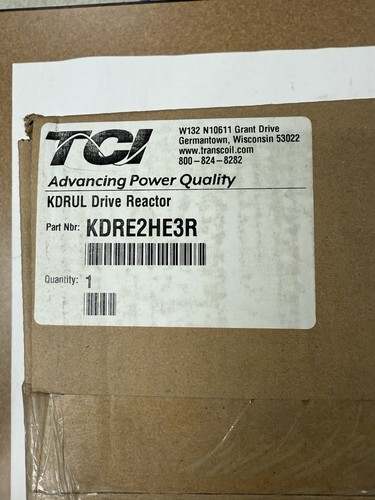 TCI
W132 N10611 Grant Drive
Germantown, Wisconsin 53022
www.transcoil.com
800-824-8282
Advancing Power Quality
KDRUL Drive Reactor
Part Nbr: KDRE2HE3R
Quantity: 1